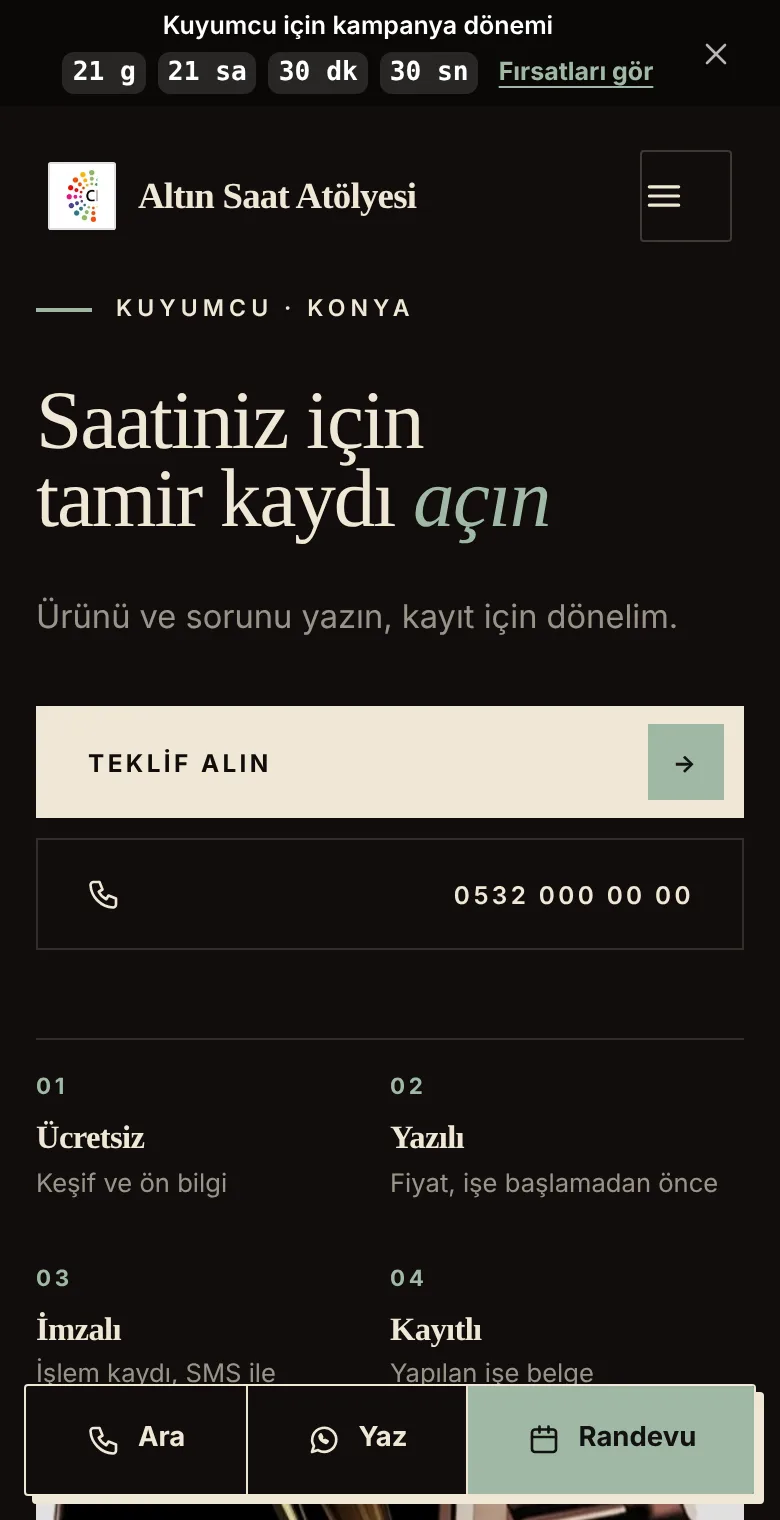 Kuyumcu için kampanya dönemi
21 g 21 sa 30 dk 30 sn Fırsatları gör
Altın Saat Atölyesi
KUYUMCU · KONYA
Saatiniz için
tamir kaydı açın
Ürünü ve sorunu yazın, kayıt için dönelim.
TEKLİF ALIN
0532 000 00 00
01
Ücretsiz
Keşif ve ön bilgi
02
Yazılı
Fiyat, işe başlamadan önce
03
İmzalı
İşlem kaydı, SMS ile
04
Kayıtlı
Yapılan işe belge
Ara
Yaz
Randevu